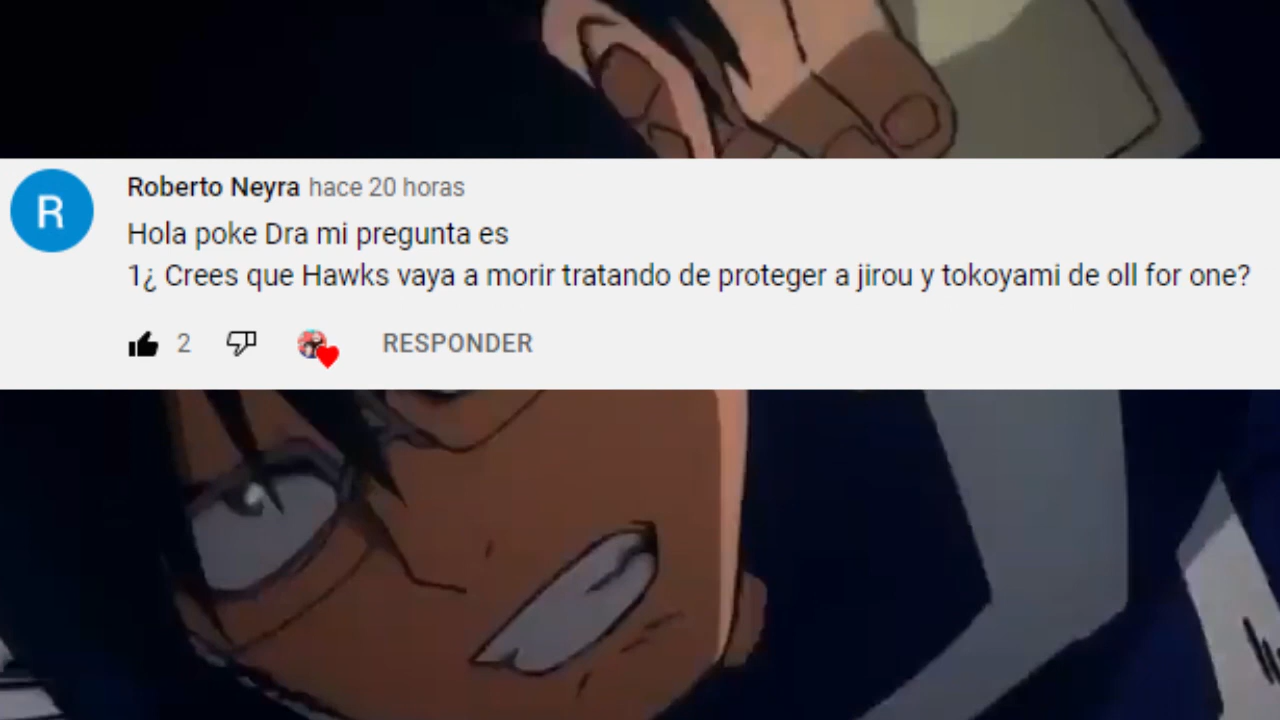 R
Roberto Neyra hace 20 horas
Hola poke Dra mi pregunta es
1¿ Crees que Hawks vaya a morir tratando de proteger a jirou y tokoyami de oll for one?
2 RESPONDER